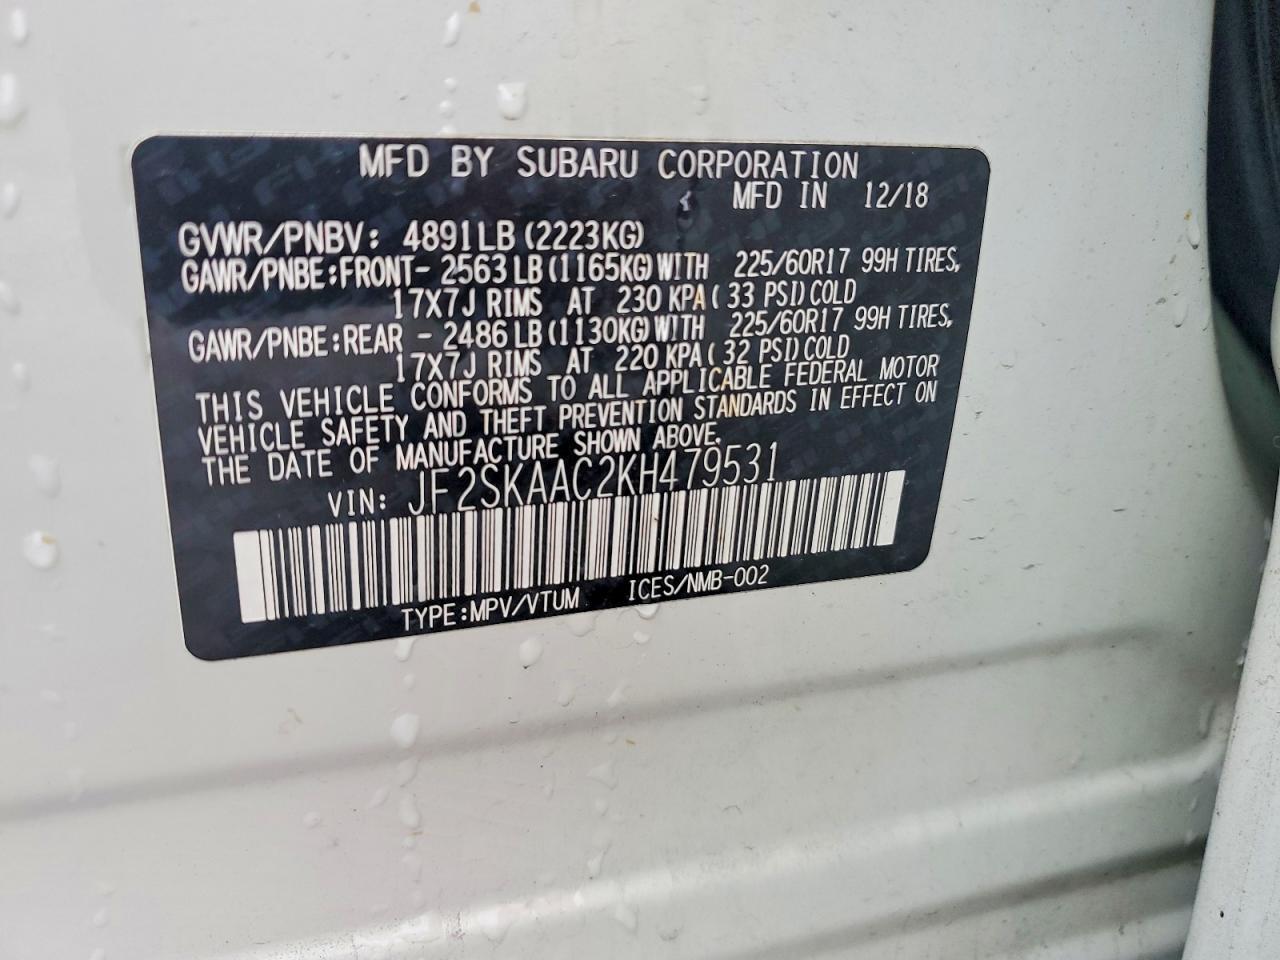 MFD BY SUBARU CORPORATION
MFD IN 12/18
GVWR/PNBV: 4891LB (2223KG)
GAWR/PNBE:FRONT- 2563 LB (1165KG) WITH 225/60R17 99H TIRES,
17X7J RIMS AT 230 KPA ( 33 PSI) COLD
GAWR/PNBE:REAR - 2486 LB (1130KG) WITH 225/60R17 99H TIRES,
17X7J RIMS AT 220 KPA ( 32 PSI) COLD
THIS VEHICLE CONFORMS TO ALL APPLICABLE FEDERAL MOTOR
VEHICLE SAFETY AND THEFT PREVENTION STANDARDS IN EFFECT ON
THE DATE OF MANUFACTURE SHOWN ABOVE.
VIN: JF2SKAAC2KH479531
TYPE:MPV/VTUM ICES/NMB-002